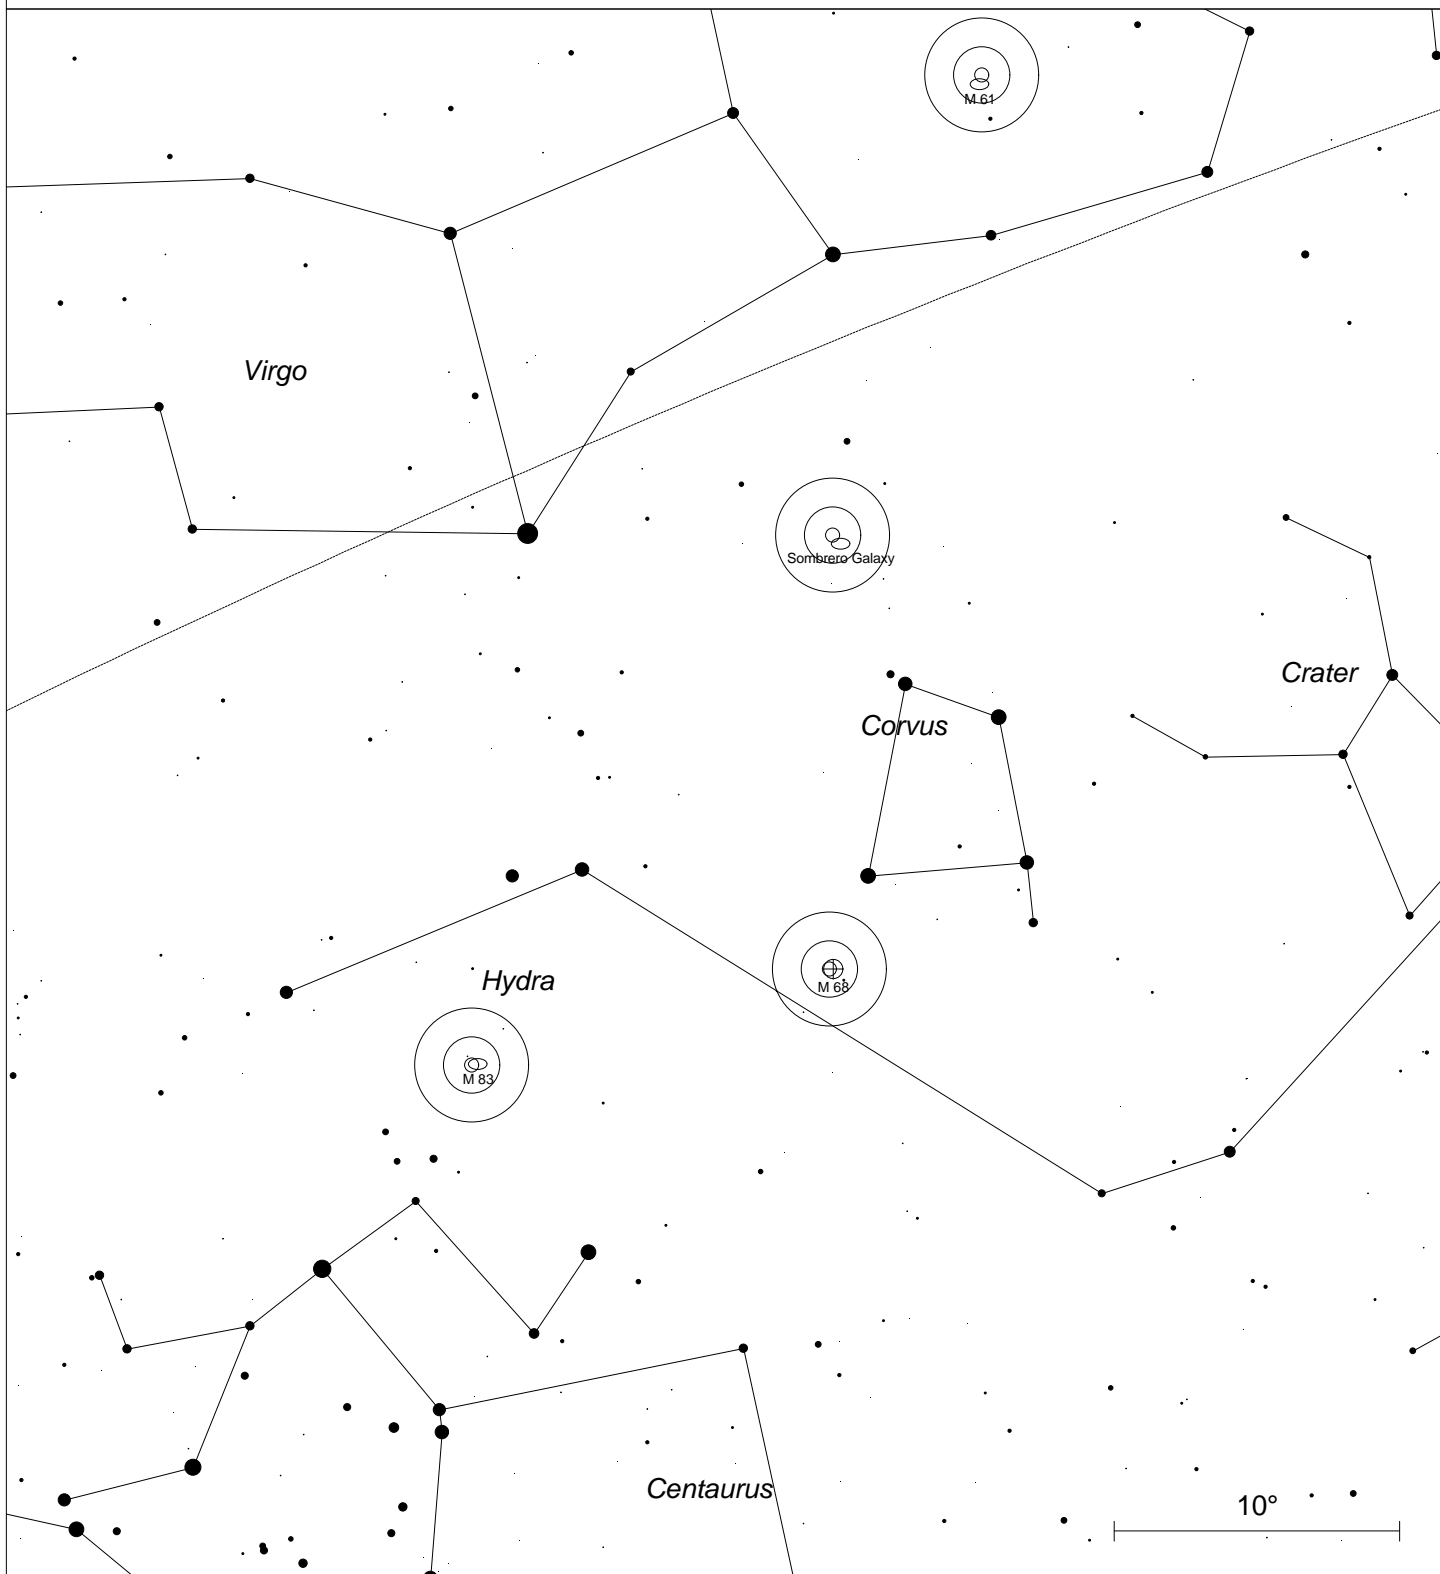 M 61
Virgo
Sombrero Galaxy
Crater
Corvus
Hydra
M 68
M 83
Centaurus
10°